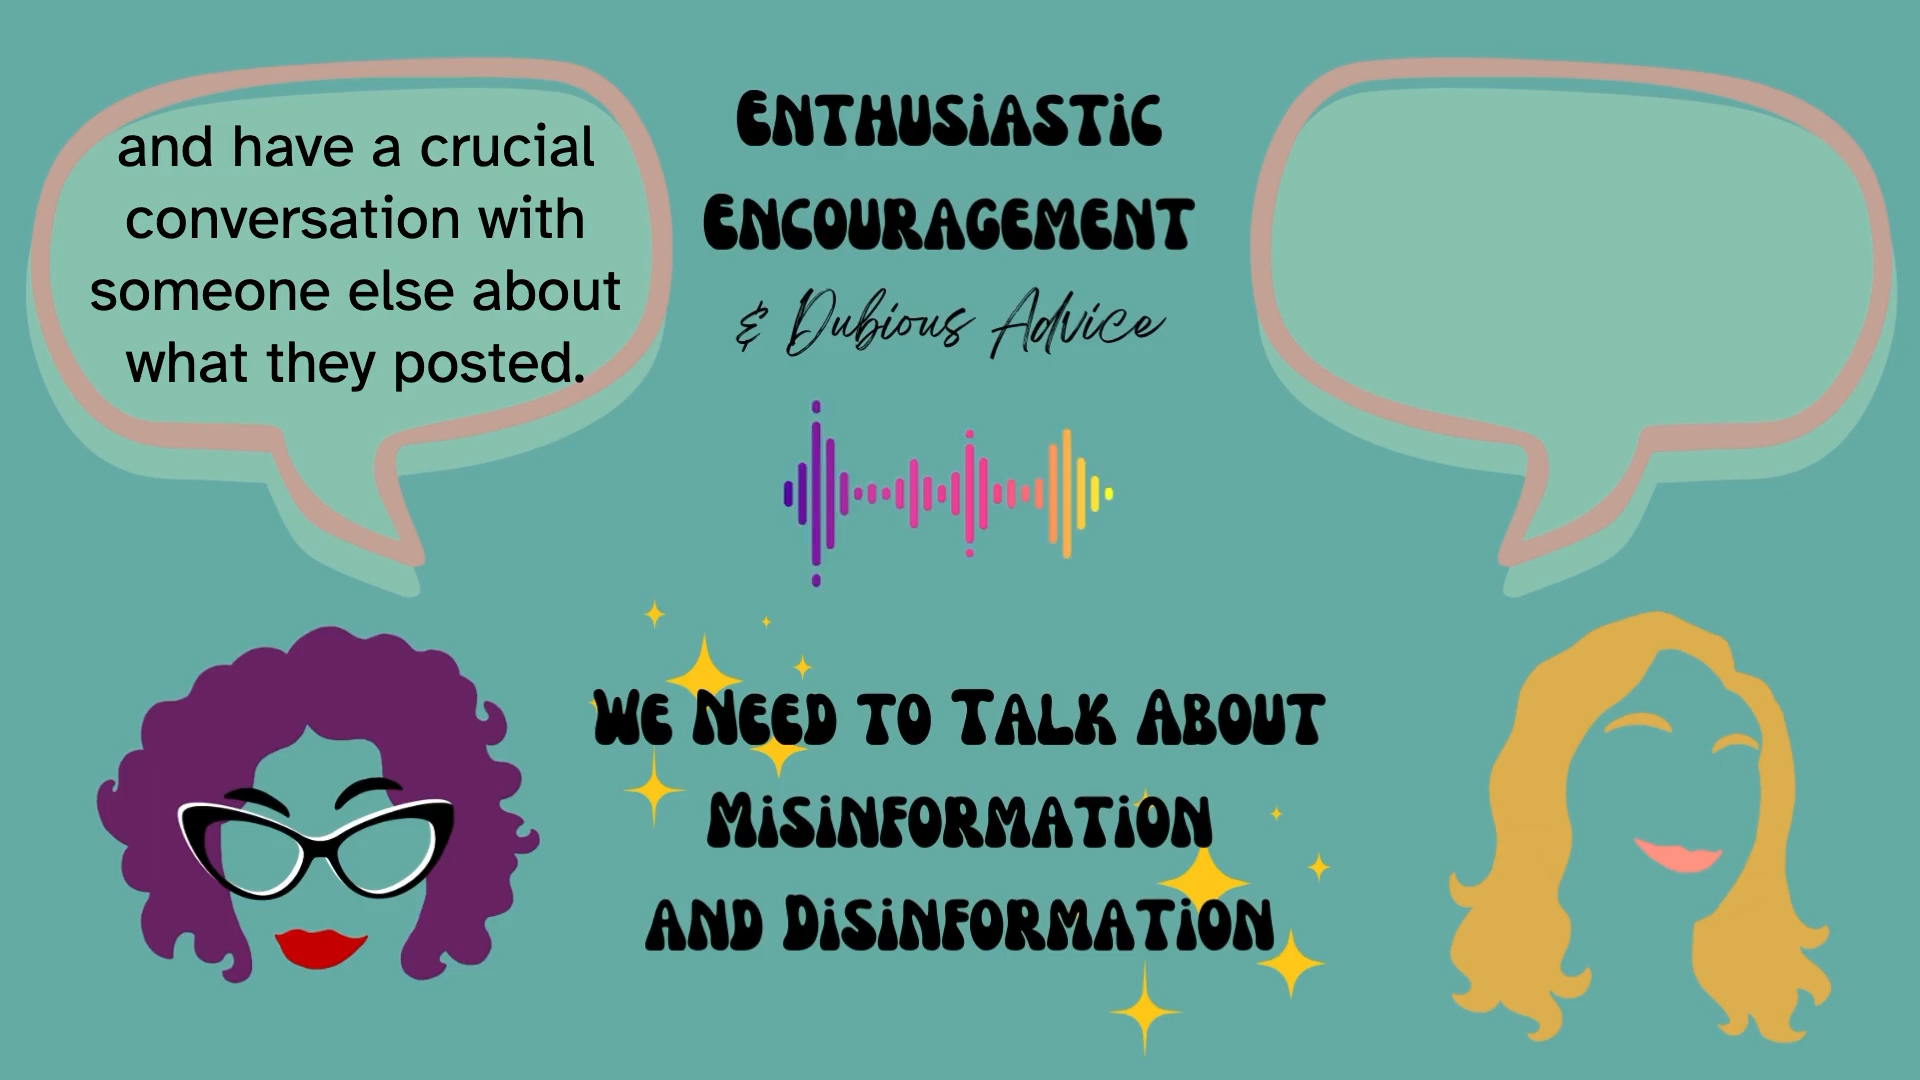 and have a crucial
conversation with
someone else about
what they posted.
Enthusiastic
Encouragement
& Dubious Advice
We Need to Talk About
Misinformation
and Disinformation